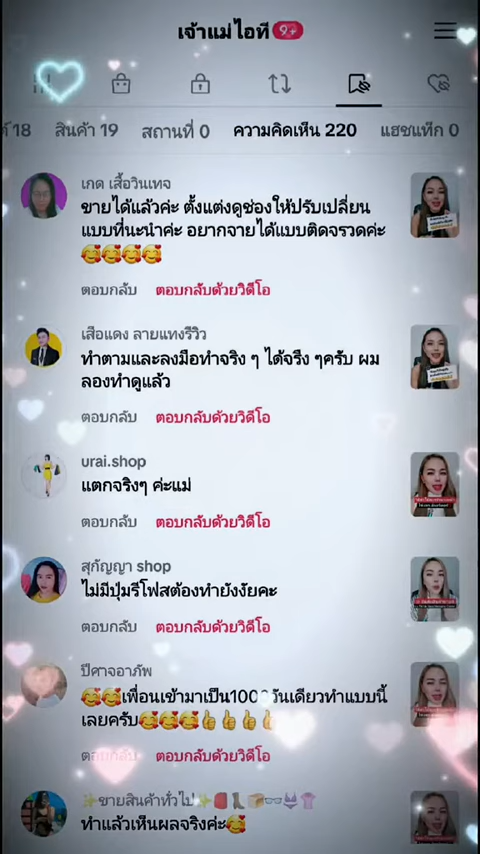 เจ้าแม่ไอที 9+
18 สินค้า 19 สถานที่ 0 ความคิดเห็น 220 แฮชแท็ก 0
เกด เสื้อวินเทจ
ขายได้แล้วค่ะ ตั้งแต่งดูช่องให้ปรับเปลี่ยน
แบบที่นะนำค่ะ อยากจายได้แบบติดจรวดค่ะ
🥰🥰🥰🥰
ตอบกลับ ตอบกลับด้วยวิดีโอ
เสือแดง ลายแทงรีวิว
ทำตามและลงมือทำจริง ๆ ได้จริง ๆครับ ผม
ลองทำดูแล้ว
ตอบกลับ ตอบกลับด้วยวิดีโอ
urai.shop
แตกจริงๆ ค่ะแม่
ตอบกลับ ตอบกลับด้วยวิดีโอ
สุกัญญา shop
ไม่มีปุ่มรีโฟสต้องทำยังงัยคะ
ตอบกลับ ตอบกลับด้วยวิดีโอ
ปีศาจอาภัพ
🥰🥰เพื่อนเข้ามาเป็น100วันเดียวทำแบบนี้
เลยครับ🥰🥰🥰👍👍👍👍
ตอบกลับ ตอบกลับด้วยวิดีโอ
✨ขายสินค้าทั่วไป✨
ทำแล้วเห็นผลจริงค่ะ🥰